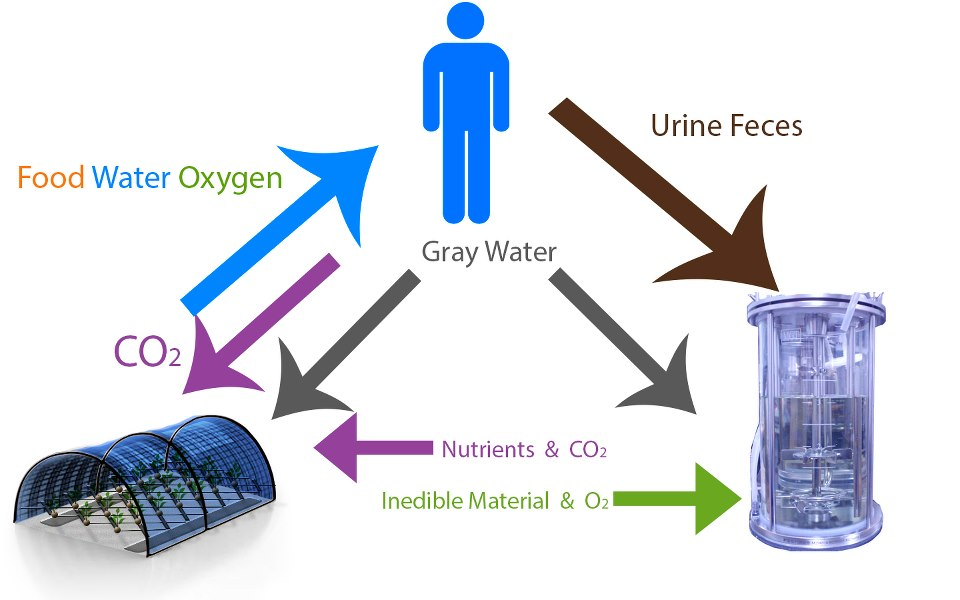 Urine Feces
Food Water Oxygen
Gray Water
CO₂
Nutrients & CO₂
Inedible Material & O₂